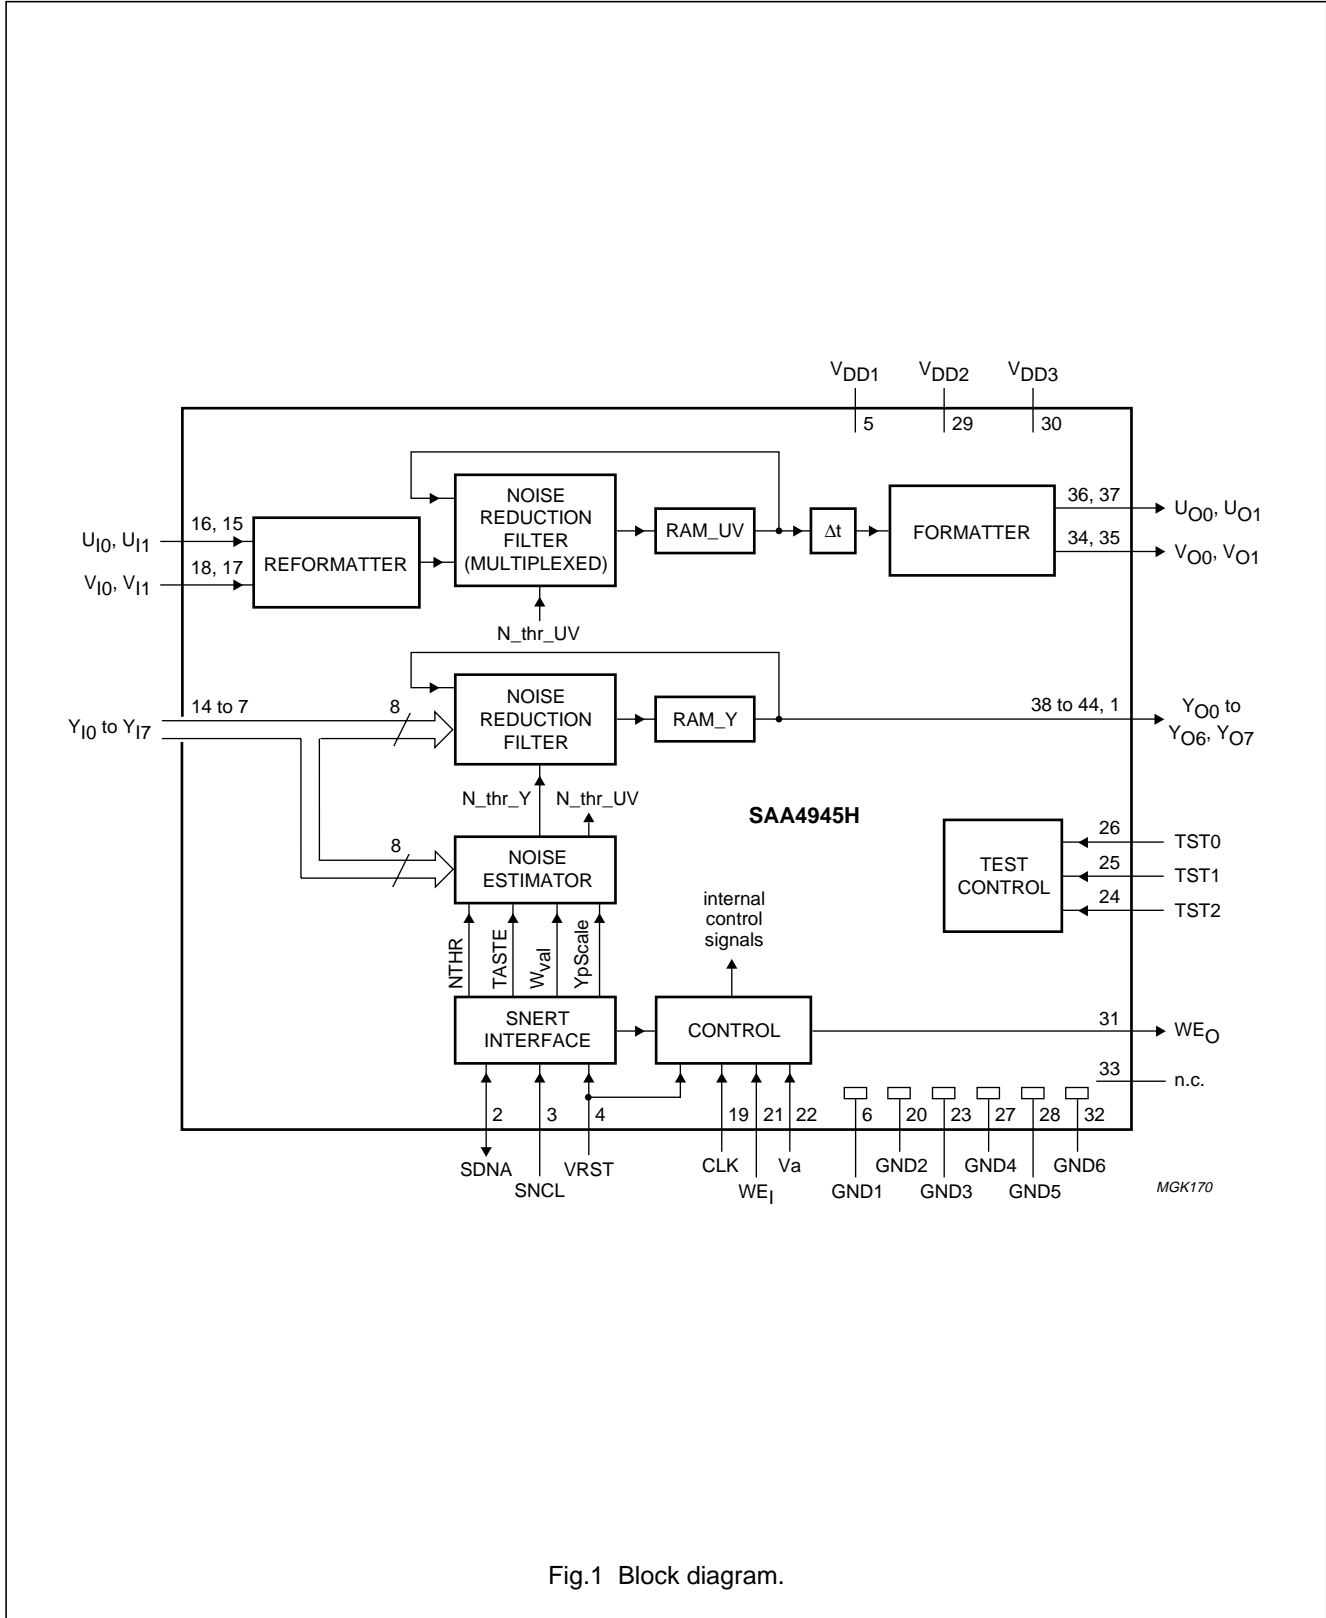 VDD1 VDD2 VDD3
5 29 30
NOISE
REDUCTION
FILTER
(MULTIPLEXED)
RAM_UV
Δt
FORMATTER
36, 37
UO0, UO1
34, 35
VO0, VO1
16, 15
UI0, UI1
18, 17
VI0, VI1
REFORMATTER
N_thr_UV
14 to 7
YI0 to YI7
8
NOISE
REDUCTION
FILTER
RAM_Y
38 to 44, 1
YO0 to
YO6, YO7
N_thr_Y N_thr_UV
SAA4945H
8
NOISE
ESTIMATOR
TEST
CONTROL
26
TST0
25
TST1
24
TST2
internal
control
signals
NTHR
TASTE
Wval
YpScale
SNERT
INTERFACE
CONTROL
31
WEO
33
n.c.
2 3 4 19 21 22 6 20 23 27 28 32
SDNA
SNCL
VRST
CLK
WEI
Va
GND1
GND2
GND3
GND4
GND5
GND6
MGK170
Fig.1 Block diagram.